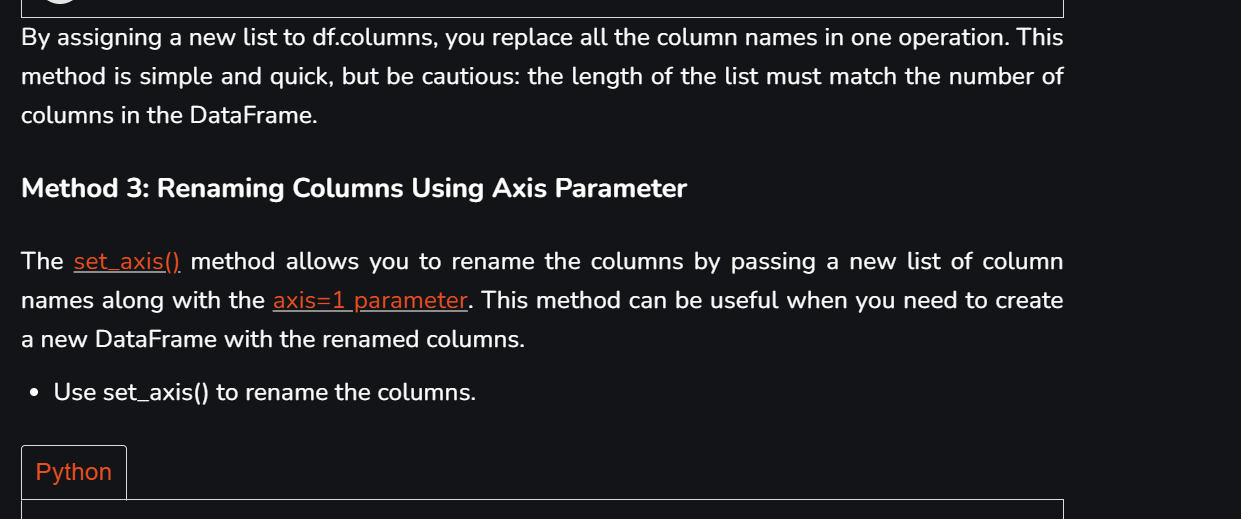 By assigning a new list to df.columns, you replace all the column names in one operation. This
method is simple and quick, but be cautious: the length of the list must match the number of
columns in the DataFrame.
Method 3: Renaming Columns Using Axis Parameter
The set_axis() method allows you to rename the columns by passing a new list of column
names along with the axis=1 parameter. This method can be useful when you need to create
a new DataFrame with the renamed columns.
• Use set_axis() to rename the columns.
Python